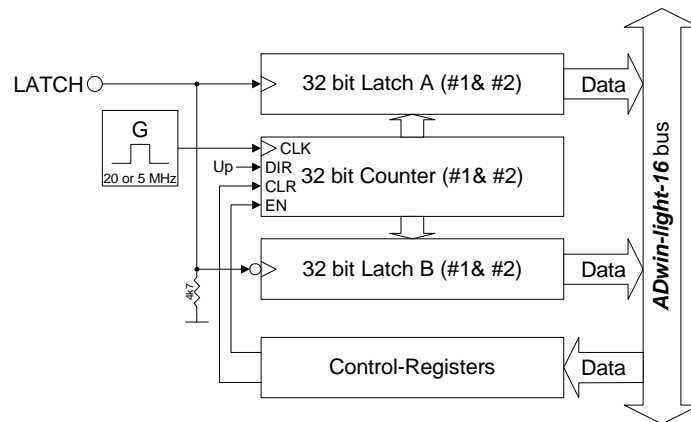 LATCH
32 bit Latch A (#1& #2)
Data
G
20 or 5 MHz
CLK
Up
DIR
32 bit Counter (#1& #2)
CLR
EN
32 bit Latch B (#1& #2)
Data
4k7
Control-Registers
Data
ADwin-light-16 bus